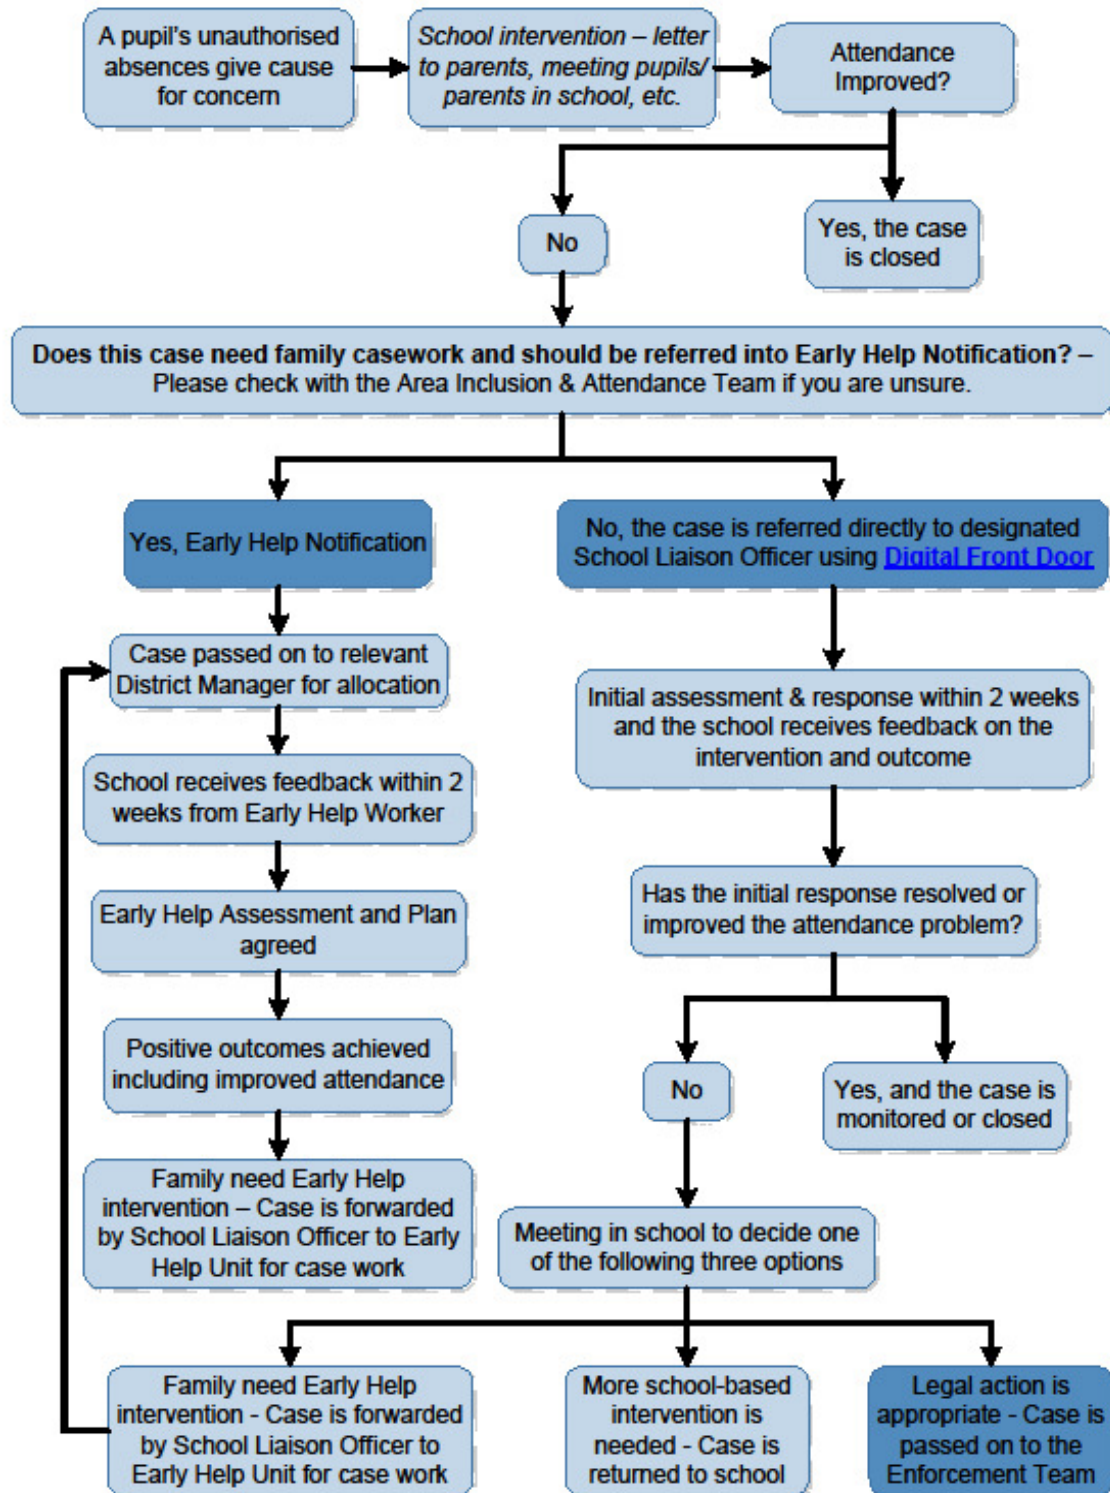 A pupil's unauthorised
absences give cause
for concern
School intervention – letter
to parents, meeting pupils/
parents in school, etc.
Attendance
Improved?
No
Yes, the case
is closed
Does this case need family casework and should be referred into Early Help Notification? –
Please check with the Area Inclusion & Attendance Team if you are unsure.
Yes, Early Help Notification
No, the case is referred directly to designated
School Liaison Officer using Digital Front Door
Case passed on to relevant
District Manager for allocation
School receives feedback within 2
weeks from Early Help Worker
Early Help Assessment and Plan
agreed
Positive outcomes achieved
including improved attendance
Family need Early Help
intervention – Case is forwarded
by School Liaison Officer to Early
Help Unit for case work
Initial assessment & response within 2 weeks
and the school receives feedback on the
intervention and outcome
Has the initial response resolved or
improved the attendance problem?
No
Yes, and the case is
monitored or closed
Meeting in school to decide one
of the following three options
Family need Early Help
intervention - Case is forwarded
by School Liaison Officer to
Early Help Unit for case work
More school-based
intervention is
needed - Case is
returned to school
Legal action is
appropriate - Case is
passed on to the
Enforcement Team